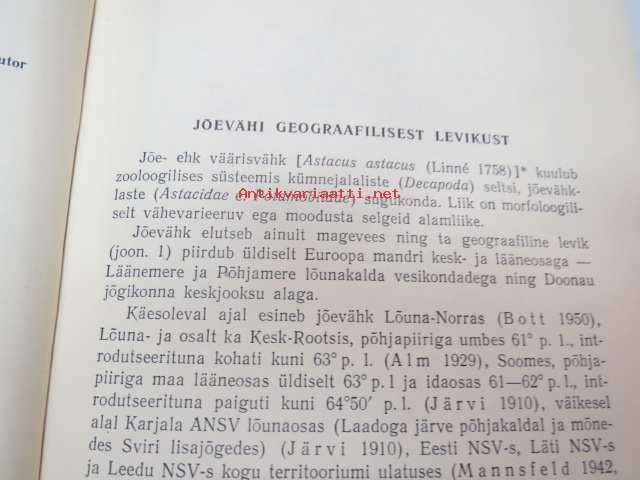 utor
JÕEVÄHI GEOGRAAFILISEST LEVIKUST
Jõe- ehk väärisvähk [Astacus astacus (Linné 1758)]* kuulub
zooloogilises süsteemis kümnejalaliste (Decapoda) seltsi, jõevähk-
laste (Astacidae e. Potamobiidae) sugukonda. Liik on morfoloogili-
Antikvariaatti.net
selt vähevarieeruv ega moodusta selgeid alamliike.
Jõevähk elutseb ainult magevees ning ta geograafiline levik
(joon. 1) piirdub üldiselt Euroopa mandri kesk- ja lääneosaga —
Läänemere ja Põhjamere lõunakalda vesikondadega ning Doonau
jõgikonna keskjooksu alaga.
Käesoleval ajal esineb jõevähk Lõuna-Norras (Bott 1950),
Lõuna- ja osalt ka Kesk-Rootsis, põhjapiiriga umbes 61° p. l., int-
rodutseerituna kohati kuni 63° p. l. (Alm 1929), Soomes, põhja-
piiriga maa lääneosas üldiselt 63° p. l ja idaosas 61—62° p. l., int-
rodutseerituna paiguti kuni 64°50′ p. l. (Järvi 1910), väikesel
alal Karjala ANSV lõunaosas (Laadoga järve põhjakaldal ja mõne-
des Sviri lisajõgedes) (Järvi 1910), Eesti NSV-s, Läti NSV-s
ja Leedu NSV-s kogu territooriumi ulatuses (Mannsfeld 1942,